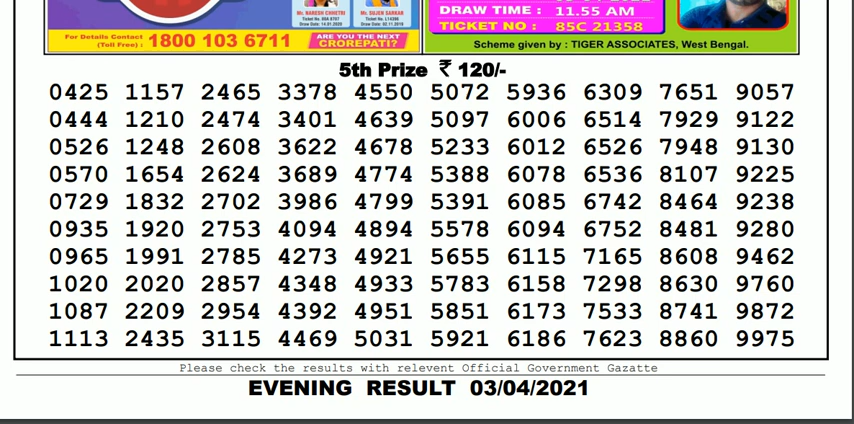 Mr. NARESH CHHETRI
Mr. SUJEN SARKAR
DRAW TIME : 11.55 AM
TICKET NO : 85C 21358
For Details Contact
(Toll Free) : 1800 103 6711
ARE YOU THE NEXT
CROREPATI?
Scheme given by : TIGER ASSOCIATES, West Bengal.
5th Prize ₹ 120/-
0425 1157 2465 3378 4550 5072 5936 6309 7651 9057
0444 1210 2474 3401 4639 5097 6006 6514 7929 9122
0526 1248 2608 3622 4678 5233 6012 6526 7948 9130
0570 1654 2624 3689 4774 5388 6078 6536 8107 9225
0729 1832 2702 3986 4799 5391 6085 6742 8464 9238
0935 1920 2753 4094 4894 5578 6094 6752 8481 9280
0965 1991 2785 4273 4921 5655 6115 7165 8608 9462
1020 2020 2857 4348 4933 5783 6158 7298 8630 9760
1087 2209 2954 4392 4951 5851 6173 7533 8741 9872
1113 2435 3115 4469 5031 5921 6186 7623 8860 9975
Please check the results with relevent Official Government Gazatte
EVENING RESULT 03/04/2021